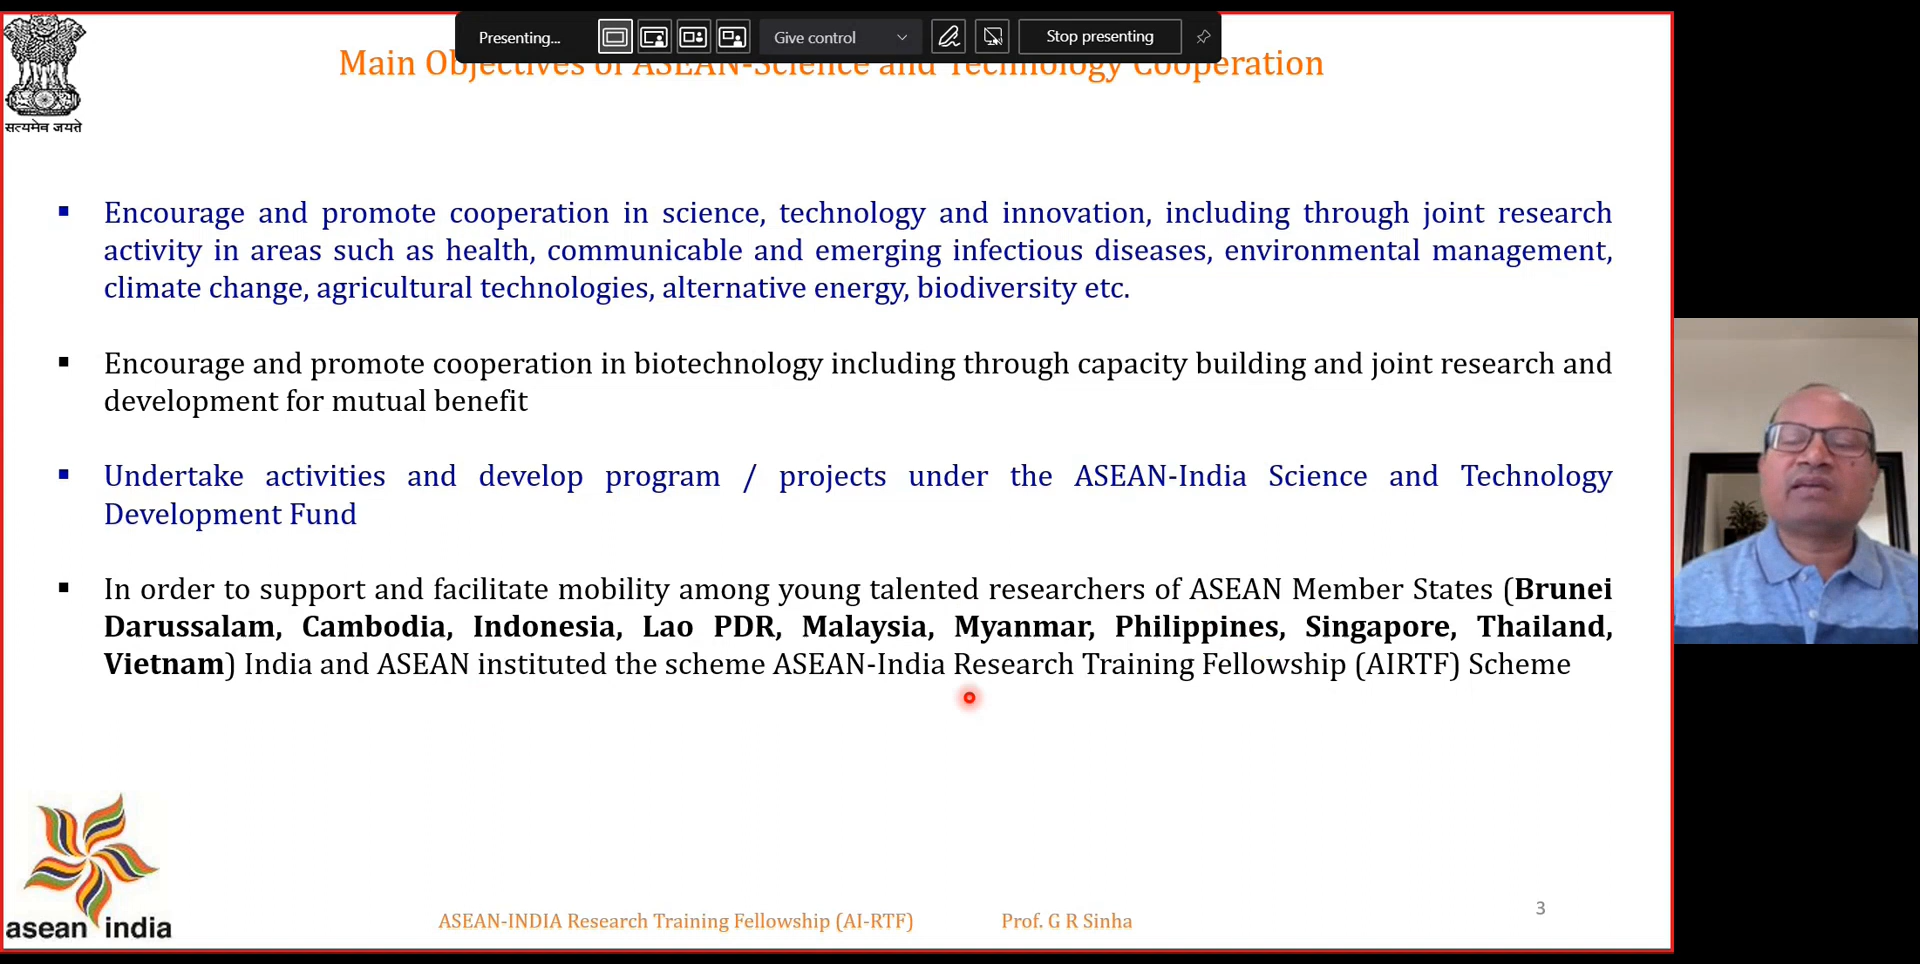 Presenting...
Give control
Stop presenting
Main Objectives of ASEAN-Science and Technology Cooperation
सत्यमेव जयते
▪ Encourage and promote cooperation in science, technology and innovation, including through joint research
activity in areas such as health, communicable and emerging infectious diseases, environmental management,
climate change, agricultural technologies, alternative energy, biodiversity etc.
▪ Encourage and promote cooperation in biotechnology including through capacity building and joint research and
development for mutual benefit
▪ Undertake activities and develop program / projects under the ASEAN-India Science and Technology
Development Fund
▪ In order to support and facilitate mobility among young talented researchers of ASEAN Member States (Brunei
Darussalam, Cambodia, Indonesia, Lao PDR, Malaysia, Myanmar, Philippines, Singapore, Thailand,
Vietnam) India and ASEAN instituted the scheme ASEAN-India Research Training Fellowship (AIRTF) Scheme
asean india
ASEAN-INDIA Research Training Fellowship (AI-RTF) Prof. G R Sinha
3